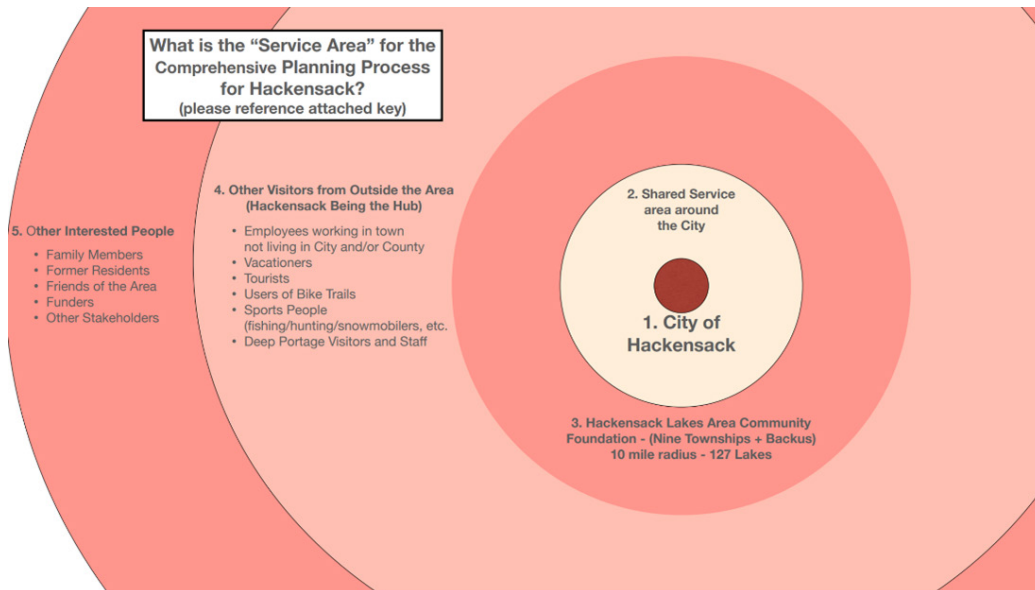 What is the “Service Area” for the
Comprehensive Planning Process
for Hackensack?
(please reference attached key)
5. Other Interested People
• Family Members
• Former Residents
• Friends of the Area
• Funders
• Other Stakeholders
4. Other Visitors from Outside the Area
(Hackensack Being the Hub)
• Employees working in town
not living in City and/or County
• Vacationers
• Tourists
• Users of Bike Trails
• Sports People
(fishing/hunting/snowmobilers, etc.
• Deep Portage Visitors and Staff
2. Shared Service
area around
the City
1. City of
Hackensack
3. Hackensack Lakes Area Community
Foundation - (Nine Townships + Backus)
10 mile radius - 127 Lakes